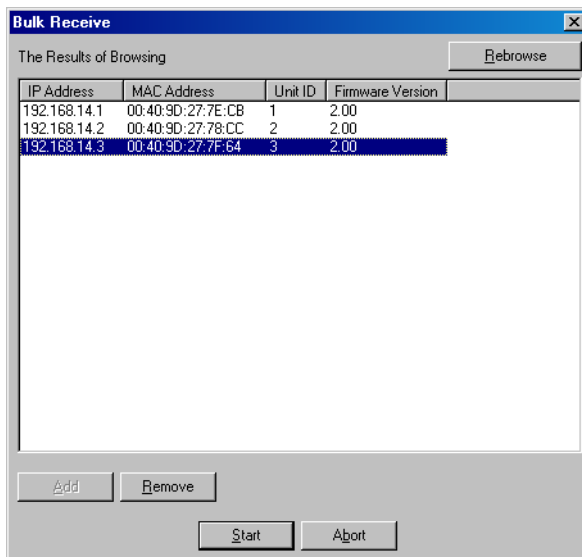 Bulk Receive
The Results of Browsing
Rebrowse
IP Address MAC Address Unit ID Firmware Version
192.168.14.1 00:40:9D:27:7E:CB 1 2.00
192.168.14.2 00:40:9D:27:78:CC 2 2.00
192.168.14.3 00:40:9D:27:7F:64 3 2.00
Add Remove
Start Abort